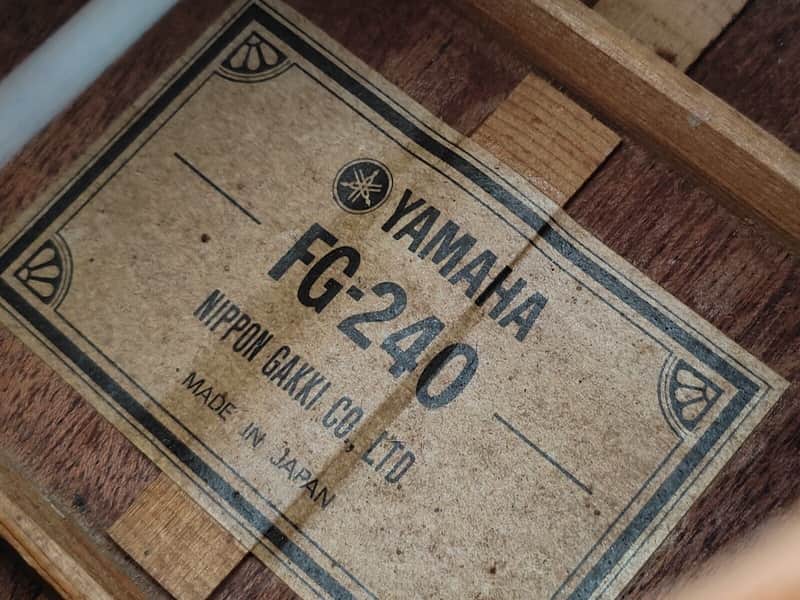 YAMAHA
FG-240
NIPPON GAKKI CO., LTD
MADE IN JAPAN